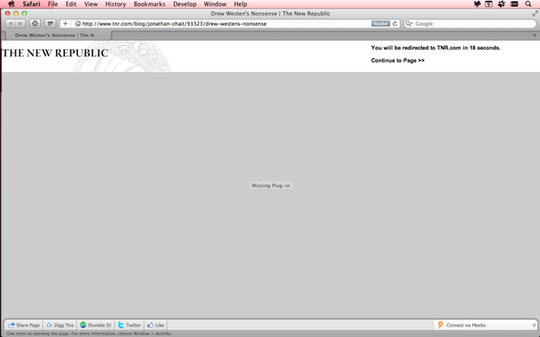 Safari File Edit View History Bookmarks Develop Window Help
Drew Westen's Nonsense | The New Republic
http://www.tnr.com/blog/jonathan-chait/93323/drew-westens-nonsense
Reader
Google
Drew Westen's Nonsense | The N...
THE NEW REPUBLIC
You will be redirected to TNR.com in 18 seconds.
Continue to Page >>
Missing Plug-in
Share Page Digg This Stumble It! Twitter Like Connect via Meebo
One error in opening the page. For more information, choose Window > Activity.